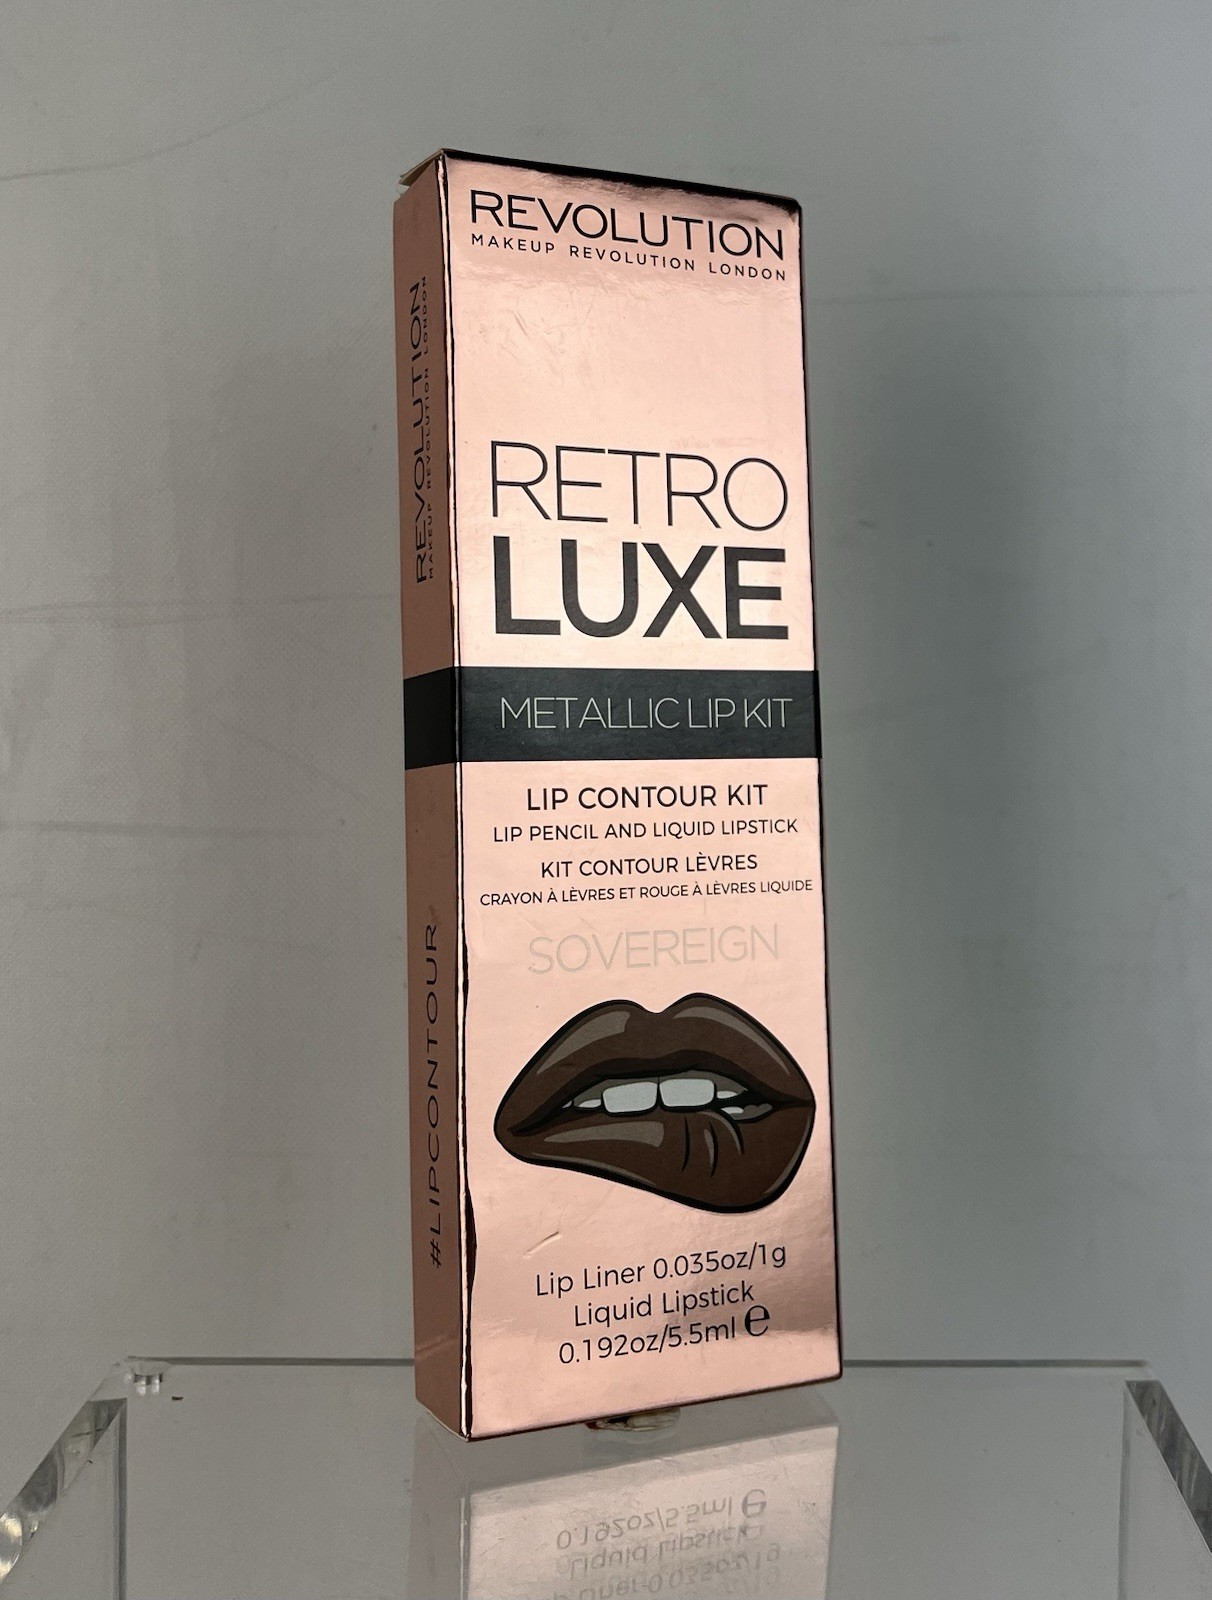 REVOLUTION
MAKEUP REVOLUTION LONDON
RETRO
LUXE
METALLIC LIP KIT
LIP CONTOUR KIT
LIP PENCIL AND LIQUID LIPSTICK
KIT CONTOUR LÈVRES
CRAYON À LÈVRES ET ROUGE À LÈVRES LIQUIDE
SOVEREIGN
Lip Liner 0.035oz/1g
Liquid Lipstick
0.192oz/5.5ml ℮
REVOLUTION
MAKEUP REVOLUTION LONDON
#LIPCONTOUR